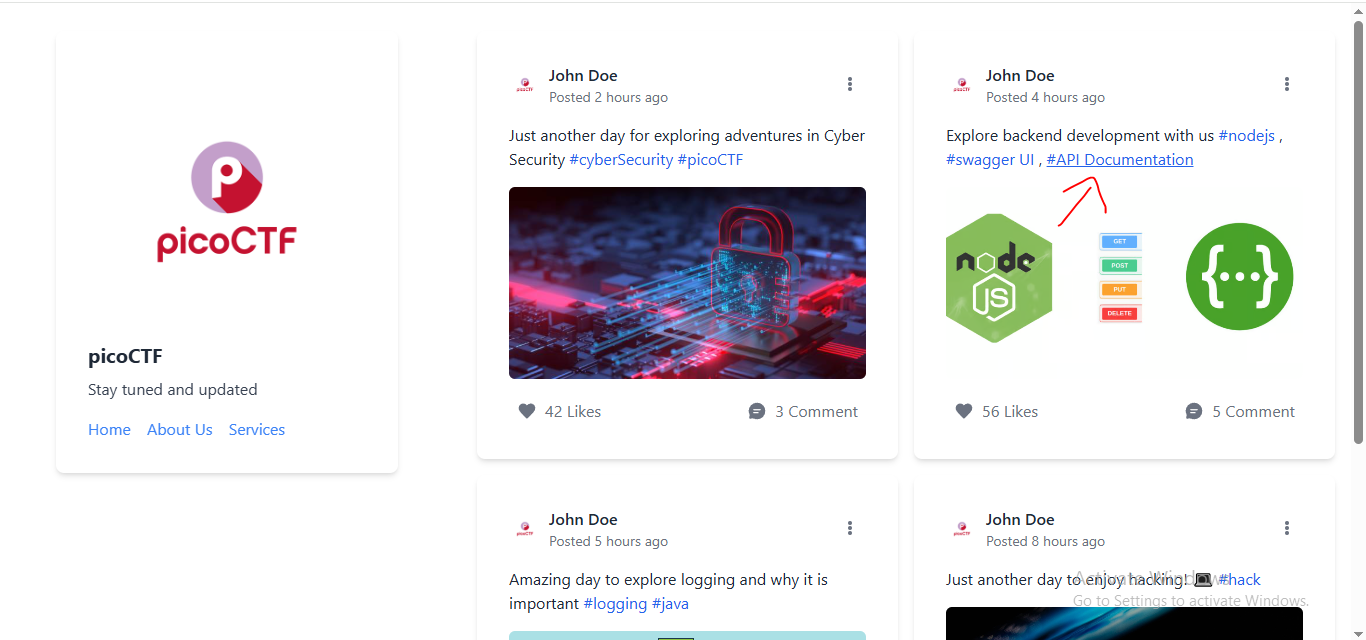 picoCTF
picoCTF
Stay tuned and updated
Home About Us Services
John Doe
Posted 2 hours ago
Just another day for exploring adventures in Cyber
Security #cyberSecurity #picoCTF
42 Likes
3 Comment
John Doe
Posted 4 hours ago
Explore backend development with us #nodejs ,
#swagger UI , #API Documentation
node
JS
GET
POST
PUT
DELETE
{...}
56 Likes
5 Comment
John Doe
Posted 5 hours ago
Amazing day to explore logging and why it is
important #logging #java
John Doe
Posted 8 hours ago
Just another day to enjoy hacking! 💻 #hack
Activate Windows
Go to Settings to activate Windows.